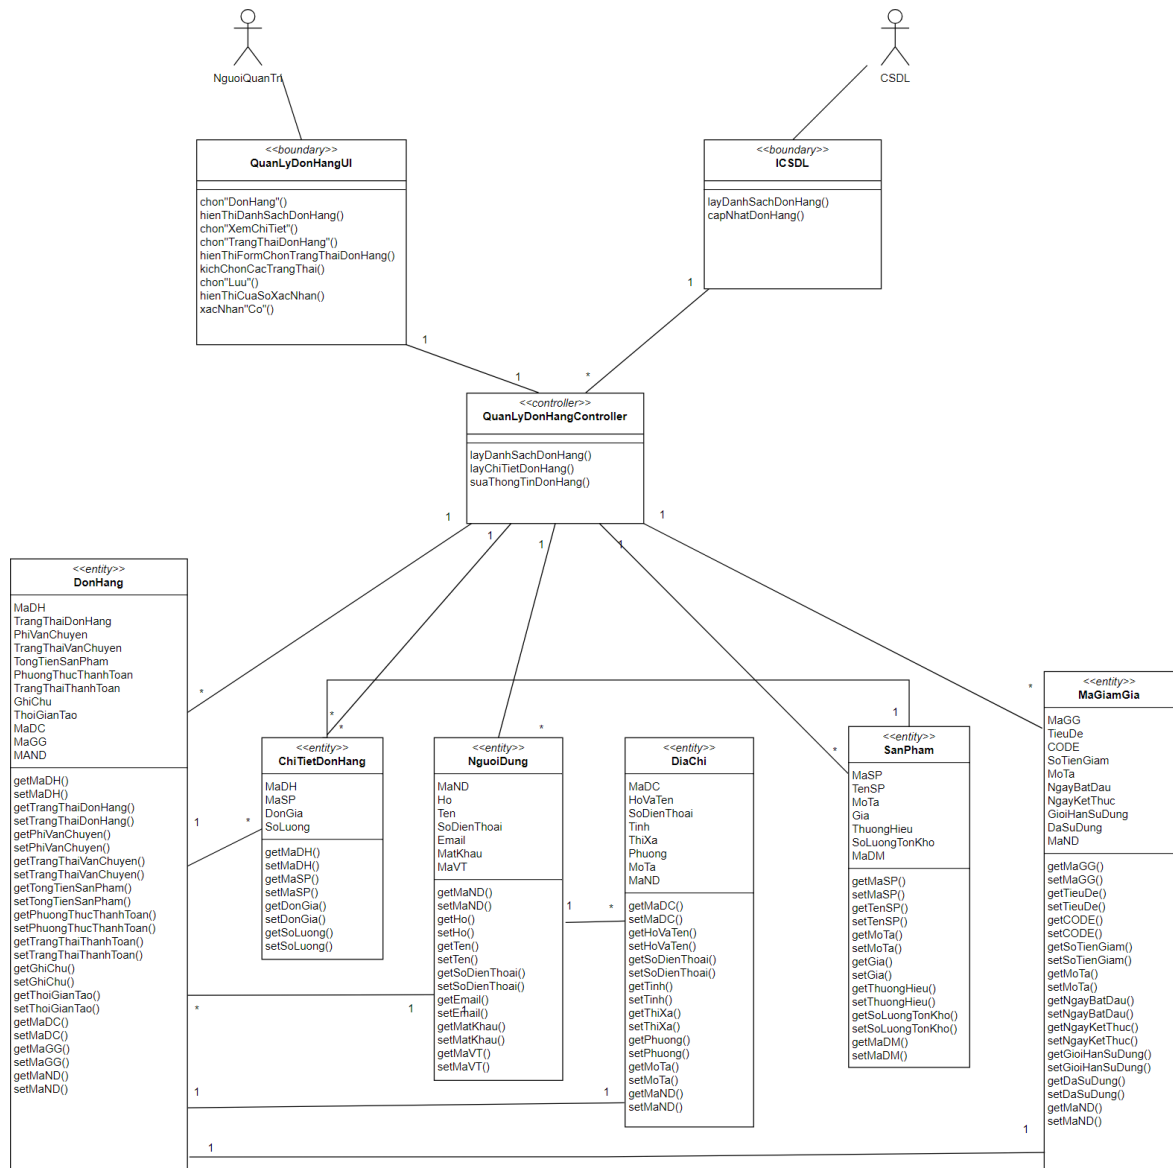 NguoiQuanTri
CSDL
<<boundary>>
QuanLyDonHangUI
chon"DonHang"()
hienThiDanhSachDonHang()
chon"XemChiTiet"()
chon"TrangThaiDonHang"()
hienThiFormChonTrangThaiDonHang()
kichChonCacTrangThai()
chon"Luu"()
hienThiCuaSoXacNhan()
xacNhan"Co"()
<<boundary>>
ICSDL
layDanhSachDonHang()
capNhatDonHang()
1
1
1
*
<<controller>>
QuanLyDonHangController
layDanhSachDonHang()
layChiTietDonHang()
suaThongTinDonHang()
1
1
1
1
1
<<entity>>
DonHang
MaDH
TrangThaiDonHang
PhiVanChuyen
TrangThaiVanChuyen
TongTienSanPham
PhuongThucThanhToan
TrangThaiThanhToan
GhiChu
ThoiGianTao
MaDC
MaGG
MAND
getMaDH()
setMaDH()
getTrangThaiDonHang()
setTrangThaiDonHang()
getPhiVanChuyen()
setPhiVanChuyen()
getTrangThaiVanChuyen()
setTrangThaiVanChuyen()
getTongTienSanPham()
setTongTienSanPham()
getPhuongThucThanhToan()
setPhuongThucThanhToan()
getTrangThaiThanhToan()
setTrangThaiThanhToan()
getGhiChu()
setGhiChu()
getThoiGianTao()
setThoiGianTao()
getMaDC()
setMaDC()
getMaGG()
setMaGG()
getMaND()
setMaND()
*
*
*
*
1
*
*
1
*
<<entity>>
ChiTietDonHang
MaDH
MaSP
DonGia
SoLuong
getMaDH()
setMaDH()
getMaSP()
setMaSP()
getDonGia()
setDonGia()
getSoLuong()
setSoLuong()
<<entity>>
NguoiDung
MaND
Ho
Ten
SoDienThoai
Email
MatKhau
MaVT
getMaND()
setMaND()
getHo()
setHo()
getTen()
setTen()
getSoDienThoai()
setSoDienThoai()
getEmail()
setEmail()
getMatKhau()
setMatKhau()
getMaVT()
setMaVT()
1
*
<<entity>>
DiaChi
MaDC
HoVaTen
SoDienThoai
Tinh
ThiXa
Phuong
MoTa
MaND
getMaDC()
setMaDC()
getHoVaTen()
setHoVaTen()
getSoDienThoai()
setSoDienThoai()
getTinh()
setTinh()
getThiXa()
setThiXa()
getPhuong()
setPhuong()
getMoTa()
setMoTa()
getMaND()
setMaND()
<<entity>>
SanPham
MaSP
TenSP
MoTa
Gia
ThuongHieu
SoLuongTonKho
MaDM
getMaSP()
setMaSP()
getTenSP()
setTenSP()
getMoTa()
setMoTa()
getGia()
setGia()
getThuongHieu()
setThuongHieu()
getSoLuongTonKho()
setSoLuongTonKho()
getMaDM()
setMaDM()
<<entity>>
MaGiamGia
MaGG
TieuDe
CODE
SoTienGiam
MoTa
NgayBatDau
NgayKetThuc
GioiHanSuDung
DaSuDung
MaND
getMaGG()
setMaGG()
getTieuDe()
setTieuDe()
getCODE()
setCODE()
getSoTienGiam()
setSoTienGiam()
getMoTa()
setMoTa()
getNgayBatDau()
setNgayBatDau()
getNgayKetThuc()
setNgayKetThuc()
getGioiHanSuDung()
setGioiHanSuDung()
getDaSuDung()
setDaSuDung()
getMaND()
setMaND()
*
1
1
1
1
1
1